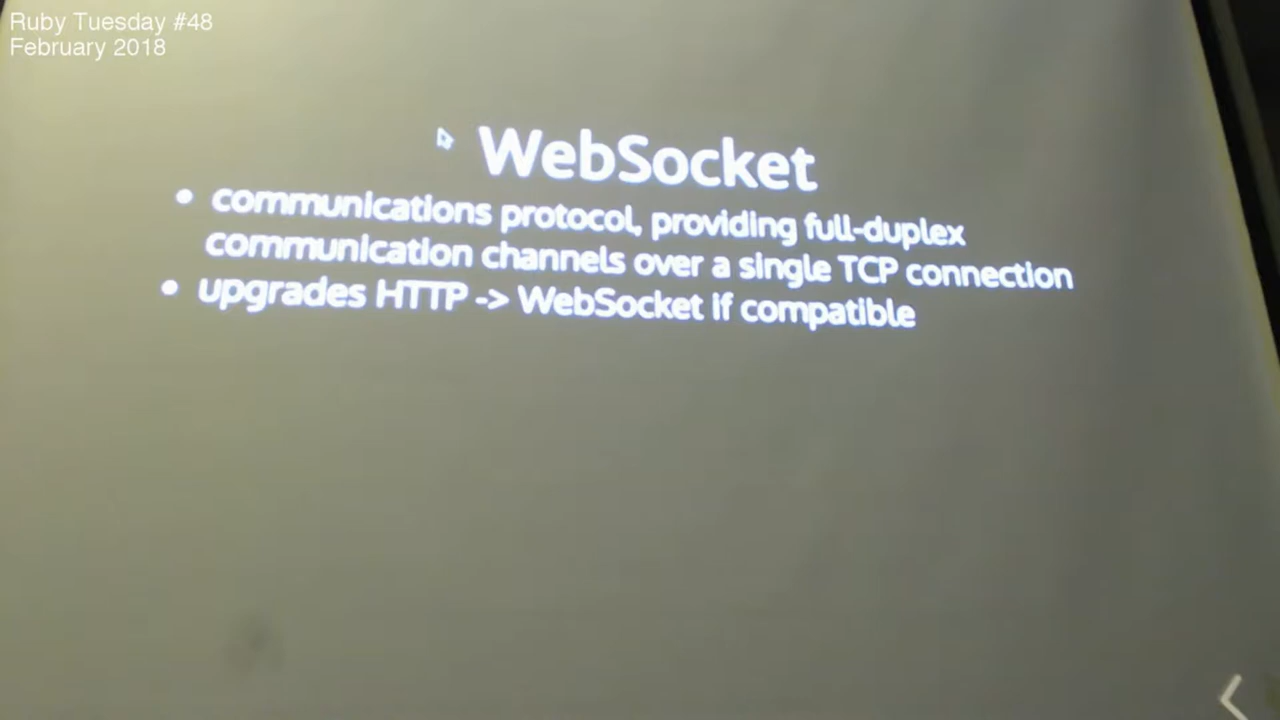 Ruby Tuesday #48
February 2018
WebSocket
• communications protocol, providing full-duplex
communication channels over a single TCP connection
• upgrades HTTP -> WebSocket if compatible